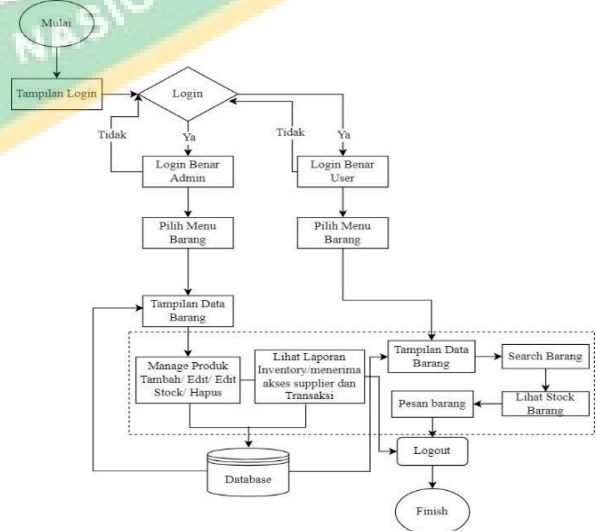 Mulai
NASIO
Tampilan Login
Login
Tidak
Ya
Tidak
Ya
Login Benar
Admin
Login Benar
User
Pilih Menu
Barang
Pilih Menu
Barang
Tampilan Data
Barang
Manage Produk
Tambah/ Edit/ Edit
Stock/ Hapus
Lihat Laporan
Inventory/menerima
akses supplier dan
Transaksi
Tampilan Data
Barang
Search Barang
Lihat Stock
Barang
Pesan barang
Logout
Database
Finish